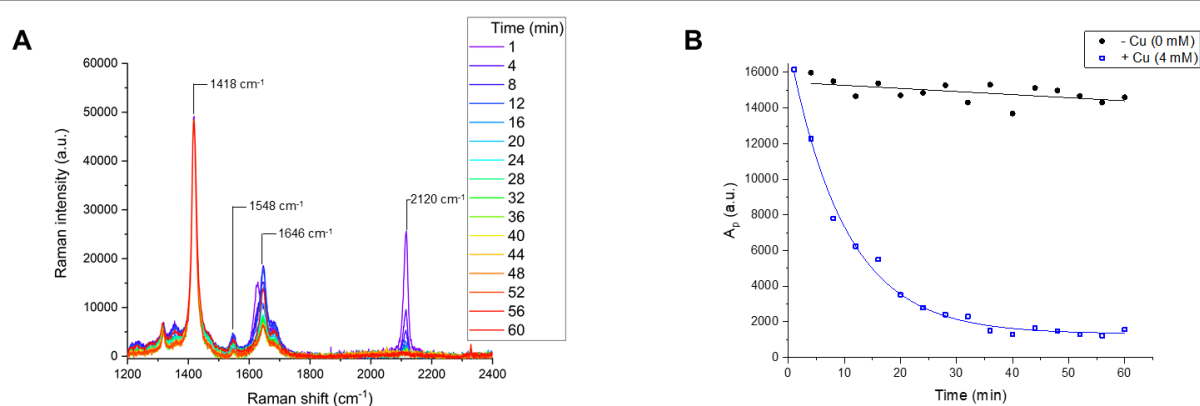 A
Time (min)
1
4
8
12
16
20
24
28
32
36
40
44
48
52
56
60
60000
50000
40000
30000
20000
10000
0
1418 cm⁻¹
1548 cm⁻¹
1646 cm⁻¹
2120 cm⁻¹
Raman intensity (a.u.)
1200 1400 1600 1800 2000 2200 2400
Raman shift (cm⁻¹)
B
- Cu (0 mM)
+ Cu (4 mM)
16000
14000
12000
10000
8000
6000
4000
2000
0
Aₚ (a.u.)
0 10 20 30 40 50 60
Time (min)